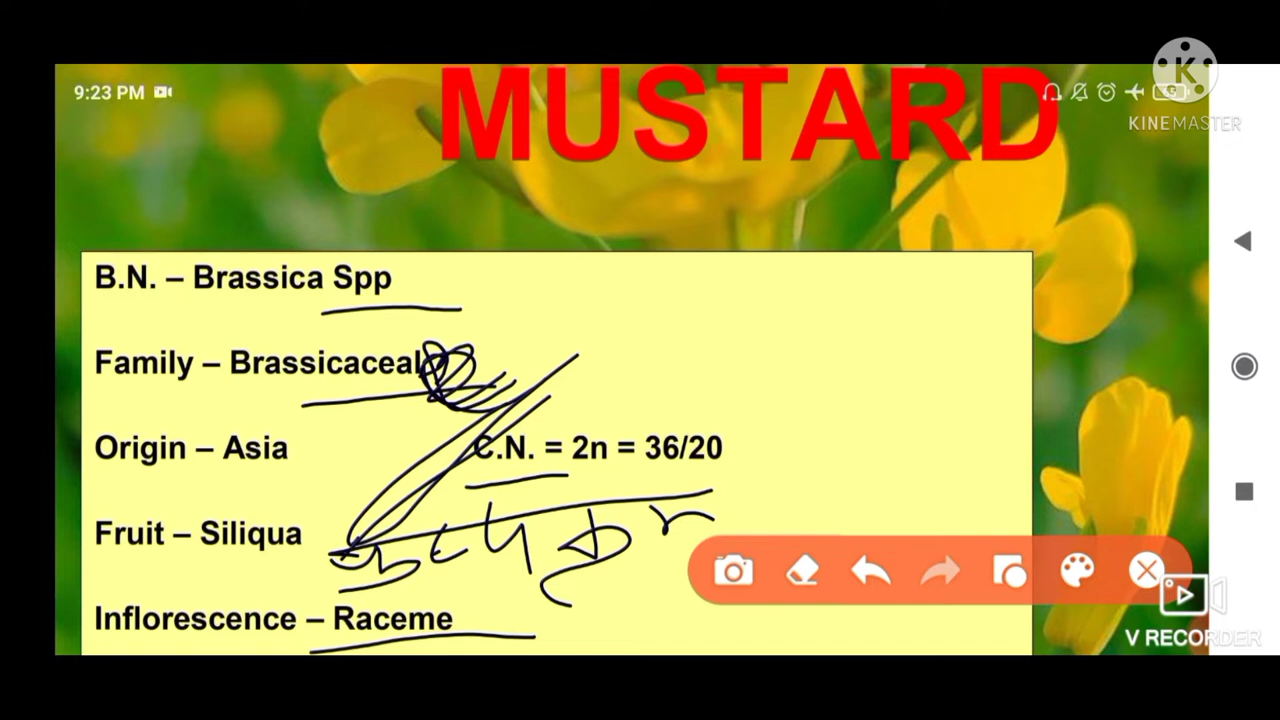 MUSTARD
9:23 PM
KINEMASTER
B.N. – Brassica Spp
Family – Brassicaceal
Origin – Asia C.N. = 2n = 36/20
Fruit – Siliqua
Inflorescence – Raceme
V RECORDER